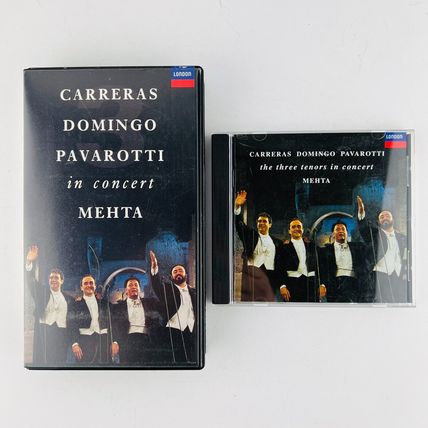 LONDON
CARRERAS
DOMINGO
PAVAROTTI
in concert
MEHTA
LONDON
CARRERAS DOMINGO PAVAROTTI
the three tenors in concert
MEHTA